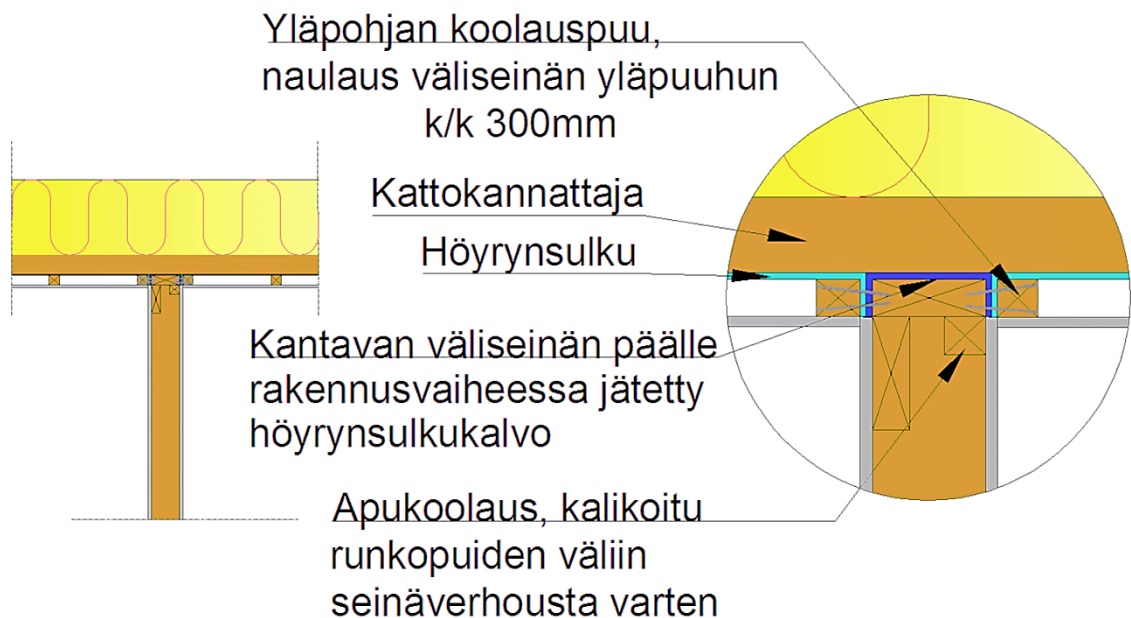 Yläpohjan koolauspuu,
naulaus väliseinän yläpuuhun
k/k 300mm
Kattokannattaja
Höyrynsulku
Kantavan väliseinän päälle
rakennusvaiheessa jätetty
höyrynsulkukalvo
Apukoolaus, kalikoitu
runkopuiden väliin
seinäverhousta varten